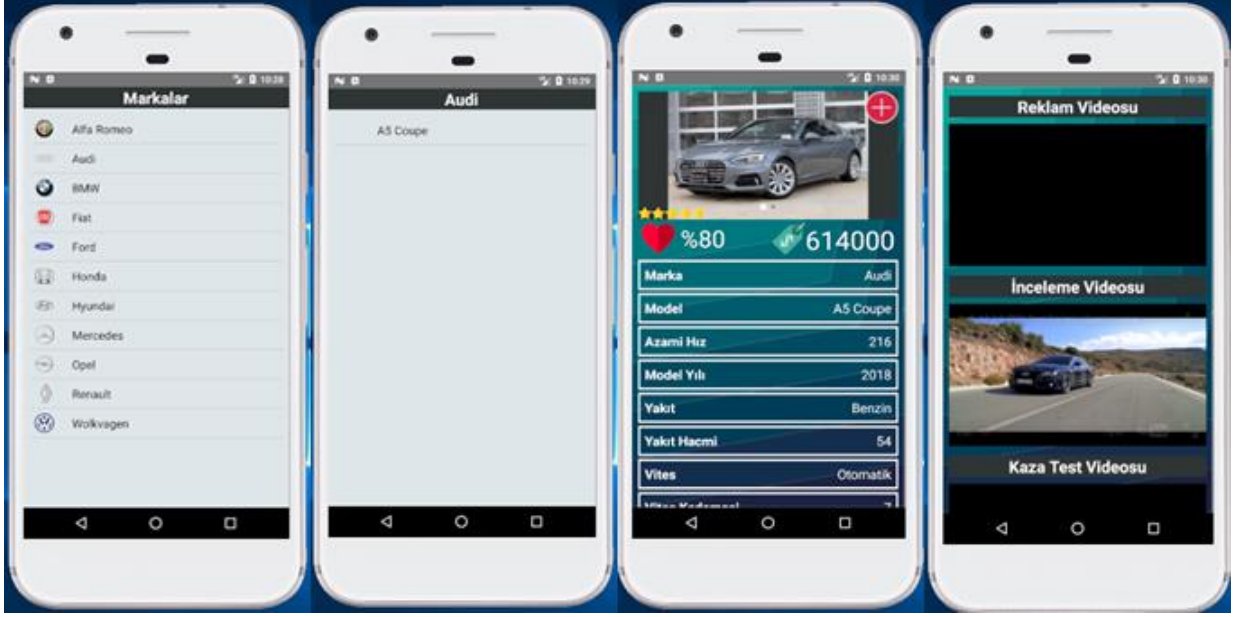 10:28
Markalar
Alfa Romeo
Audi
BMW
Fiat
Ford
Honda
Hyundai
Mercedes
Opel
Renault
Wolkvagen
10:29
Audi
A5 Coupe
10:30
%80 614000
Marka Audi
Model A5 Coupe
Azami Hız 216
Model Yılı 2018
Yakıt Benzin
Yakıt Hacmi 54
Vites Otomatik
Vites Kademesi 7
10:30
Reklam Videosu
İnceleme Videosu
Kaza Test Videosu